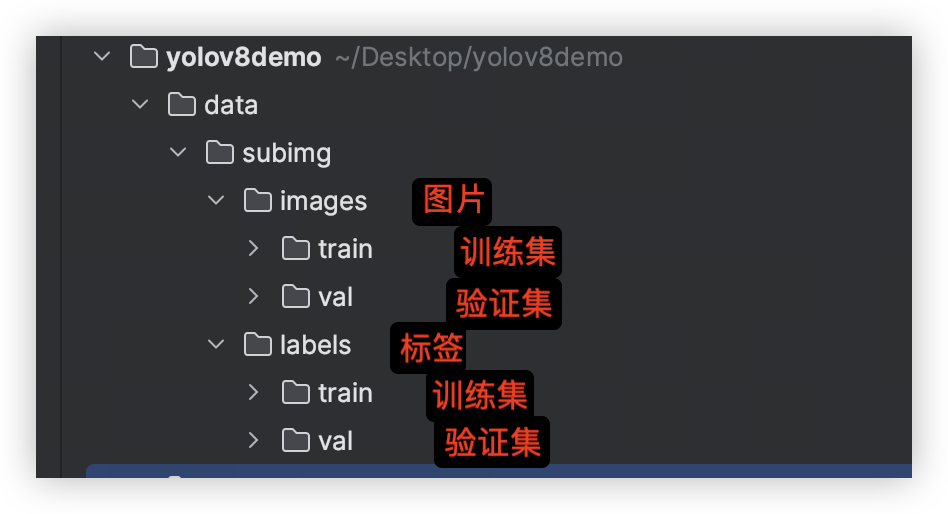 yolov8demo ~/Desktop/yolov8demo
data
subimg
images 图片
train 训练集
val 验证集
labels 标签
train 训练集
val 验证集